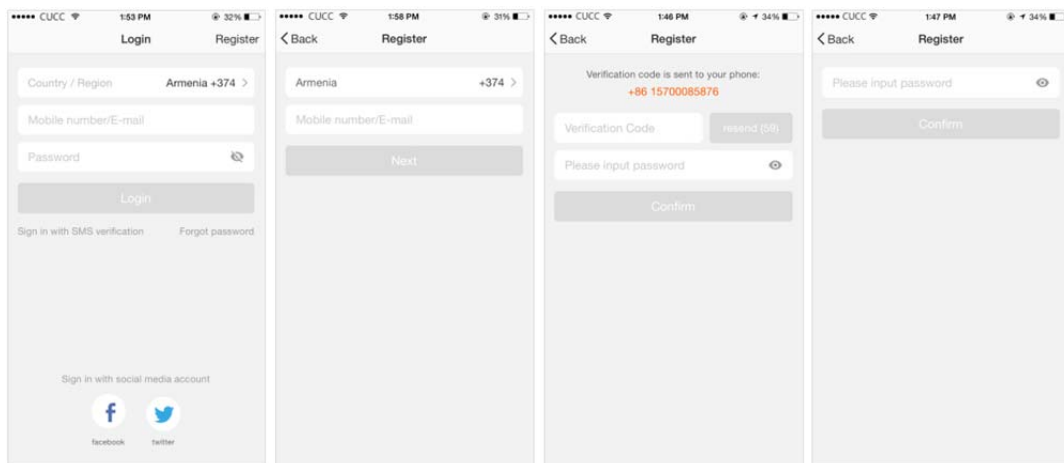 CUCC 1:53 PM 32%
Login Register
Country / Region Armenia +374
Mobile number/E-mail
Password
Login
Sign in with SMS verification Forgot password
Sign in with social media account
facebook twitter
CUCC 1:58 PM 31%
Back Register
Armenia +374
Mobile number/E-mail
Next
CUCC 1:46 PM 34%
Back Register
Verification code is sent to your phone:
+86 15700085876
Verification Code resend (59)
Please input password
Confirm
CUCC 1:47 PM 34%
Back Register
Please input password
Confirm